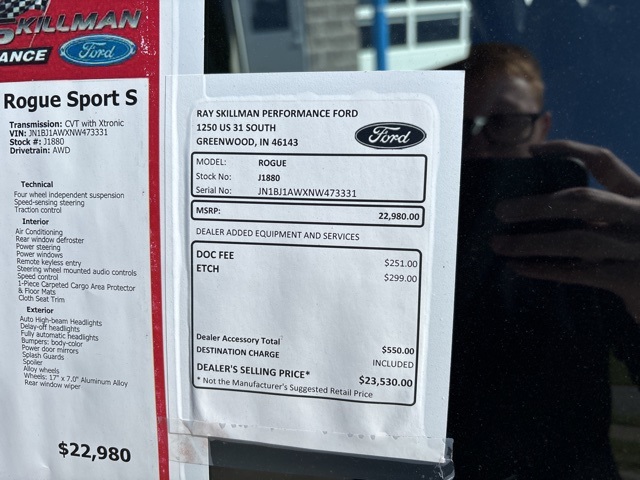 SKILLMAN
Ford
ANCE
Rogue Sport S
Transmission: CVT with Xtronic
VIN: JN1BJ1AWXNW473331
Stock #: J1880
Drivetrain: AWD
Technical
Four wheel independent suspension
Speed-sensing steering
Traction control
Interior
Air Conditioning
Rear window defroster
Power steering
Power windows
Remote keyless entry
Steering wheel mounted audio controls
Speed control
1-Piece Carpeted Cargo Area Protector
& Floor Mats
Cloth Seat Trim
Exterior
Auto High-beam Headlights
Delay-off headlights
Fully automatic headlights
Bumpers: body-color
Power door mirrors
Splash Guards
Spoiler
Alloy wheels
Wheels: 17" x 7.0" Aluminum Alloy
Rear window wiper
$22,980
RAY SKILLMAN PERFORMANCE FORD
1250 US 31 SOUTH
GREENWOOD, IN 46143
Ford
MODEL: ROGUE
Stock No: J1880
Serial No: JN1BJ1AWXNW473331
MSRP: 22,980.00
DEALER ADDED EQUIPMENT AND SERVICES
DOC FEE $251.00
ETCH $299.00
Dealer Accessory Total $550.00
DESTINATION CHARGE INCLUDED
DEALER'S SELLING PRICE* $23,530.00
* Not the Manufacturer's Suggested Retail Price